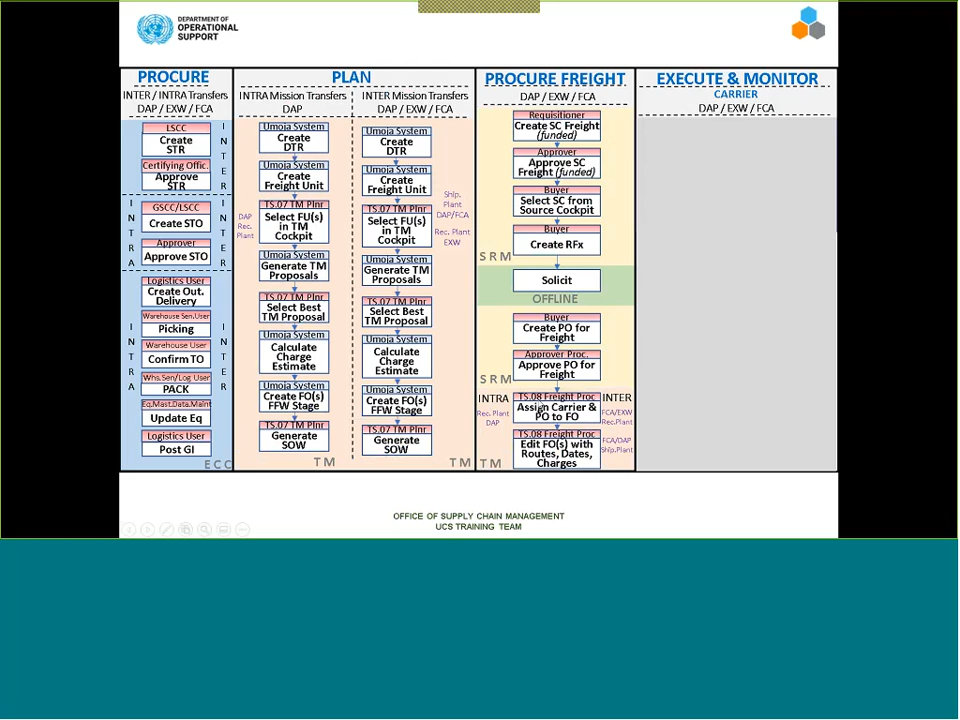 DEPARTMENT OF
OPERATIONAL
SUPPORT
PROCURE
INTER / INTRA Transfers
DAP / EXW / FCA
LSCC
Create
STR
Certifying Offic.
Approve
STR
INTER
GSCC/LSCC
Create STO
Approver
Approve STO
INTRA
INTER
Logistics User
Create Out.
Delivery
Warehouse Sen.User
Picking
Warehouse User
Confirm TO
Whs.Sen/Log User
PACK
Eq.Mast.Data.Maint
Update Eq
Logistics User
Post GI
INTRA
INTER
ECC
PLAN
INTRA Mission Transfers
DAP
Umoja System
Create
DTR
Umoja System
Create
Freight Unit
TS.07 TM Plnr
Select FU(s)
in TM
Cockpit
DAP
Rec.
Plant
Generate TM
Proposals
TS.07 TM Plnr
Select Best
TM Proposal
Umoja System
Calculate
Charge
Estimate
Umoja System
Create FO(s)
FFW Stage
TS.07 TM Plnr
Generate
SOW
TM
INTER Mission Transfers
DAP / EXW / FCA
Umoja System
Create
DTR
Umoja System
Create
Freight Unit
TS.07 TM Plnr
Select FU(s)
in TM
Cockpit
Ship.
Plant
DAP/FCA
Rec. Plant
EXW
Generate TM
Proposals
TS.07 TM Plnr
Select Best
TM Proposal
Umoja System
Calculate
Charge
Estimate
Umoja System
Create FO(s)
FFW Stage
TS.07 TM Plnr
Generate
SOW
TM
PROCURE FREIGHT
DAP / EXW / FCA
Requisitioner
Create SC Freight
(funded)
Approver
Approve SC
Freight (funded)
Buyer
Select SC from
Source Cockpit
Buyer
Create RFx
SRM
Solicit
OFFLINE
Buyer
Create PO for
Freight
Approver Proc.
Approve PO for
Freight
SRM
INTRA
Rec. Plant
DAP
TS.08 Freight Proc
Assign Carrier &
PO to FO
INTER
FCA/EXW
Rec.Plant
TS.08 Freight Proc
Edit FO(s) with
Routes, Dates,
Charges
FCA/DAP
Ship.Plant
TM
EXECUTE & MONITOR
CARRIER
DAP / EXW / FCA
OFFICE OF SUPPLY CHAIN MANAGEMENT
UCS TRAINING TEAM